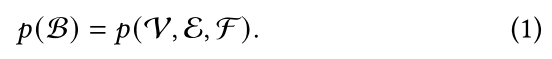 p(ℬ) = p(𝒱, ℰ, ℱ). (1)